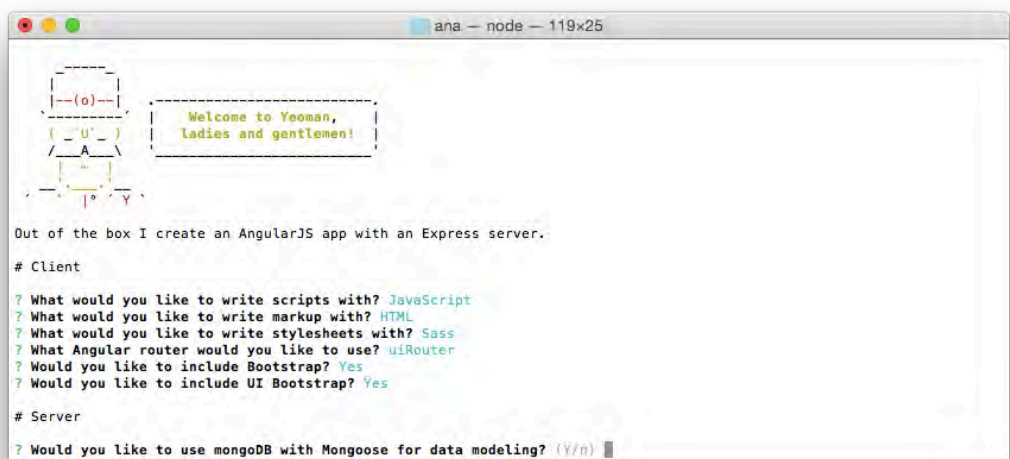 ana — node — 119×25
Welcome to Yeoman,
ladies and gentlemen!
Out of the box I create an AngularJS app with an Express server.
# Client
? What would you like to write scripts with? JavaScript
? What would you like to write markup with? HTML
? What would you like to write stylesheets with? Sass
? What Angular router would you like to use? uiRouter
? Would you like to include Bootstrap? Yes
? Would you like to include UI Bootstrap? Yes
# Server
? Would you like to use mongoDB with Mongoose for data modeling? (Y/n)